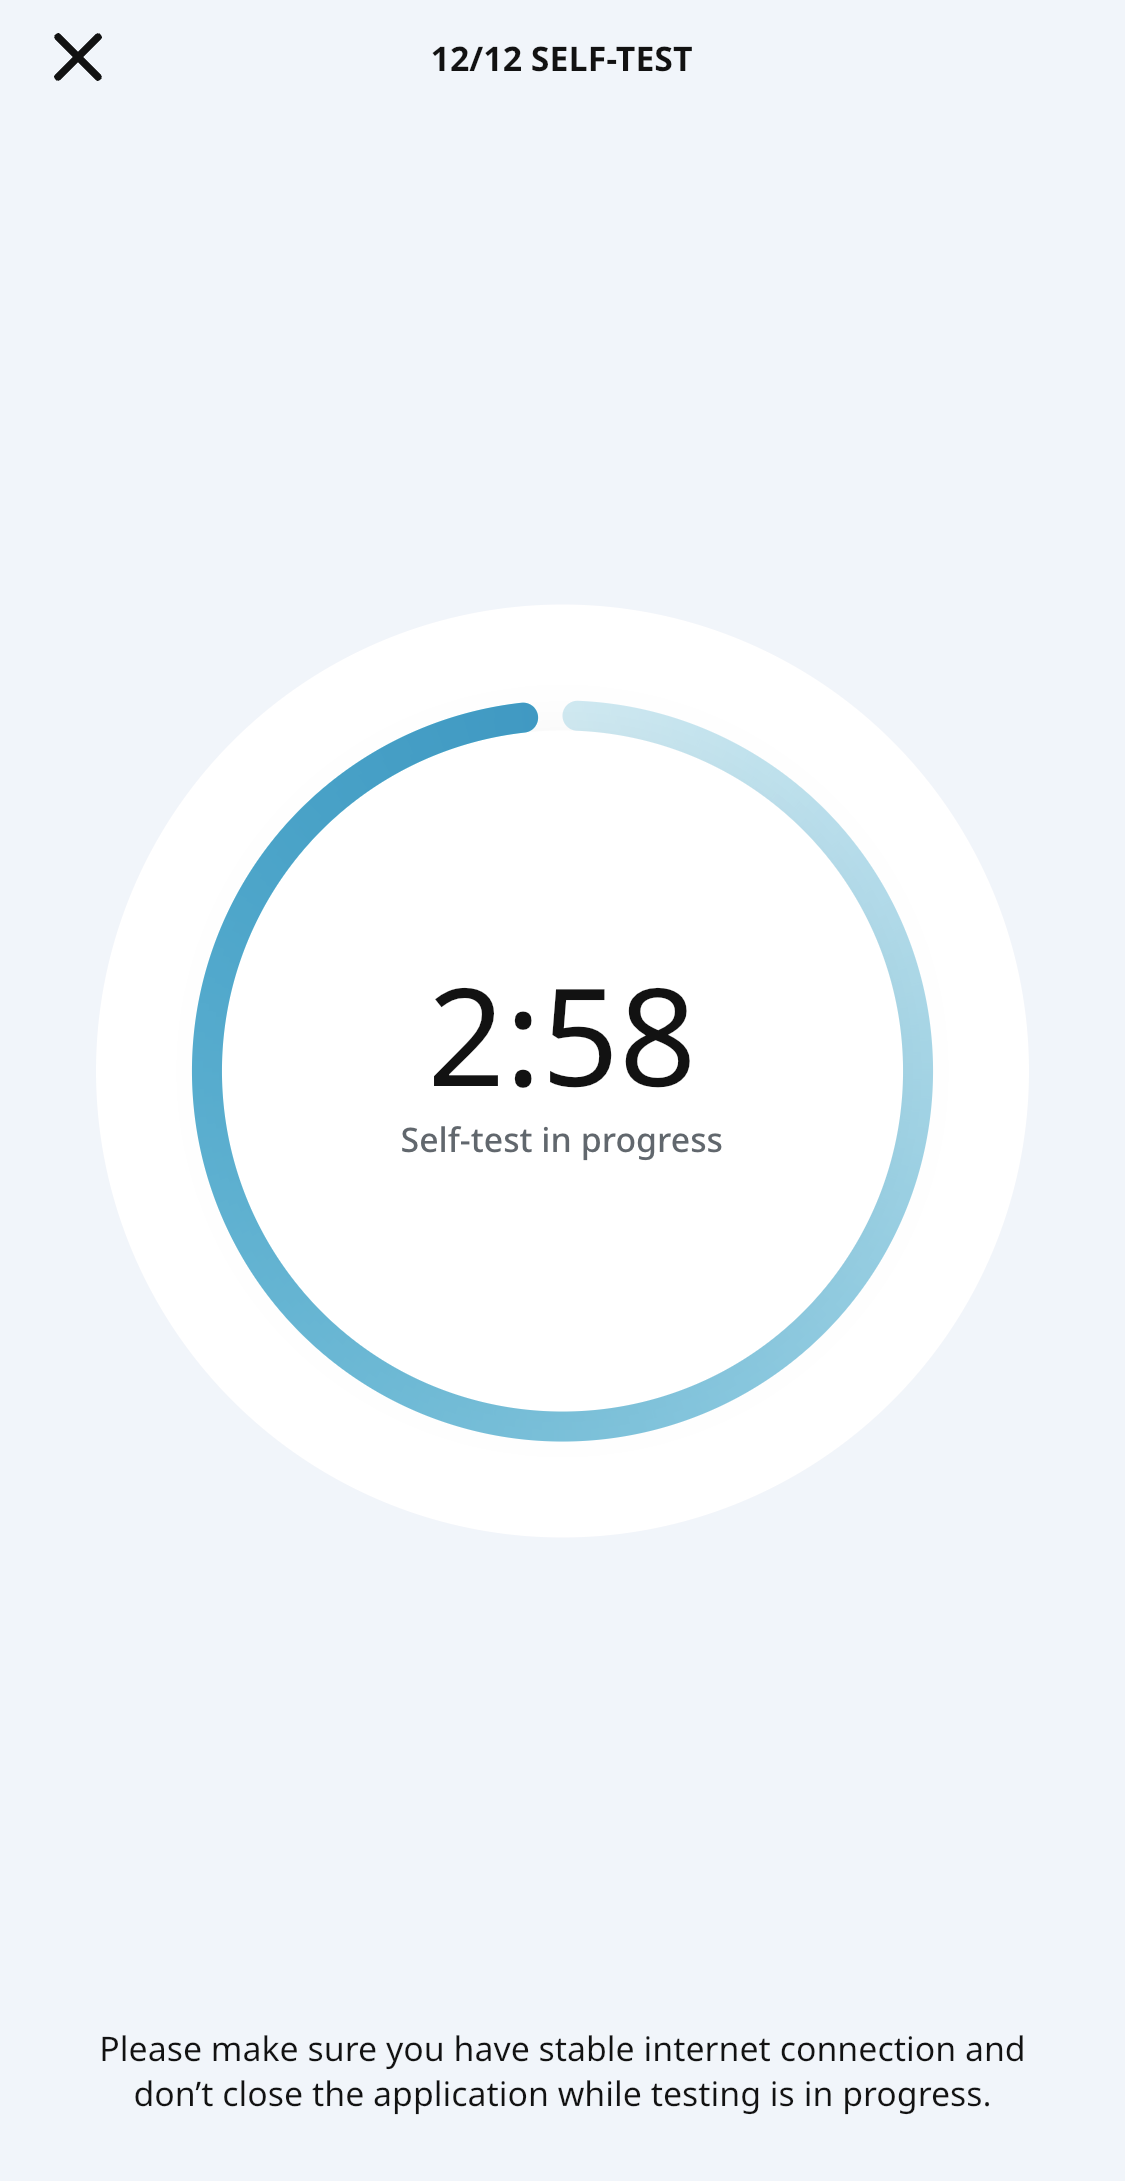 12/12 SELF-TEST
2:58
Self-test in progress
Please make sure you have stable internet connection and
don’t close the application while testing is in progress.